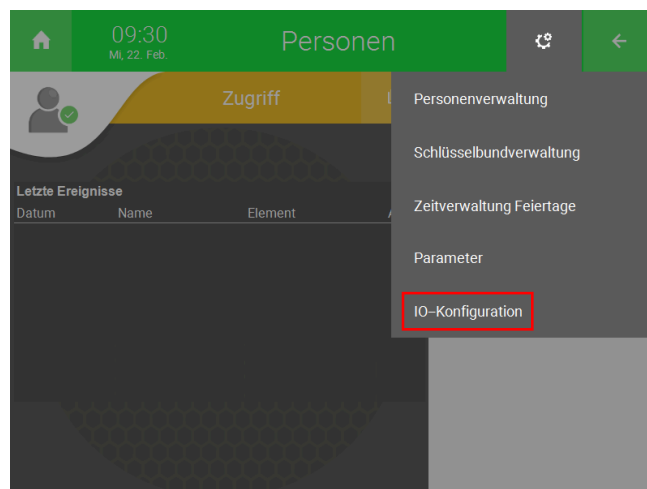 09:30
Mi, 22. Feb.
Personen
Zugriff
Personenverwaltung
Schlüsselbundverwaltung
Letzte Ereignisse
Datum Name Element
Zeitverwaltung Feiertage
Parameter
IO–Konfiguration